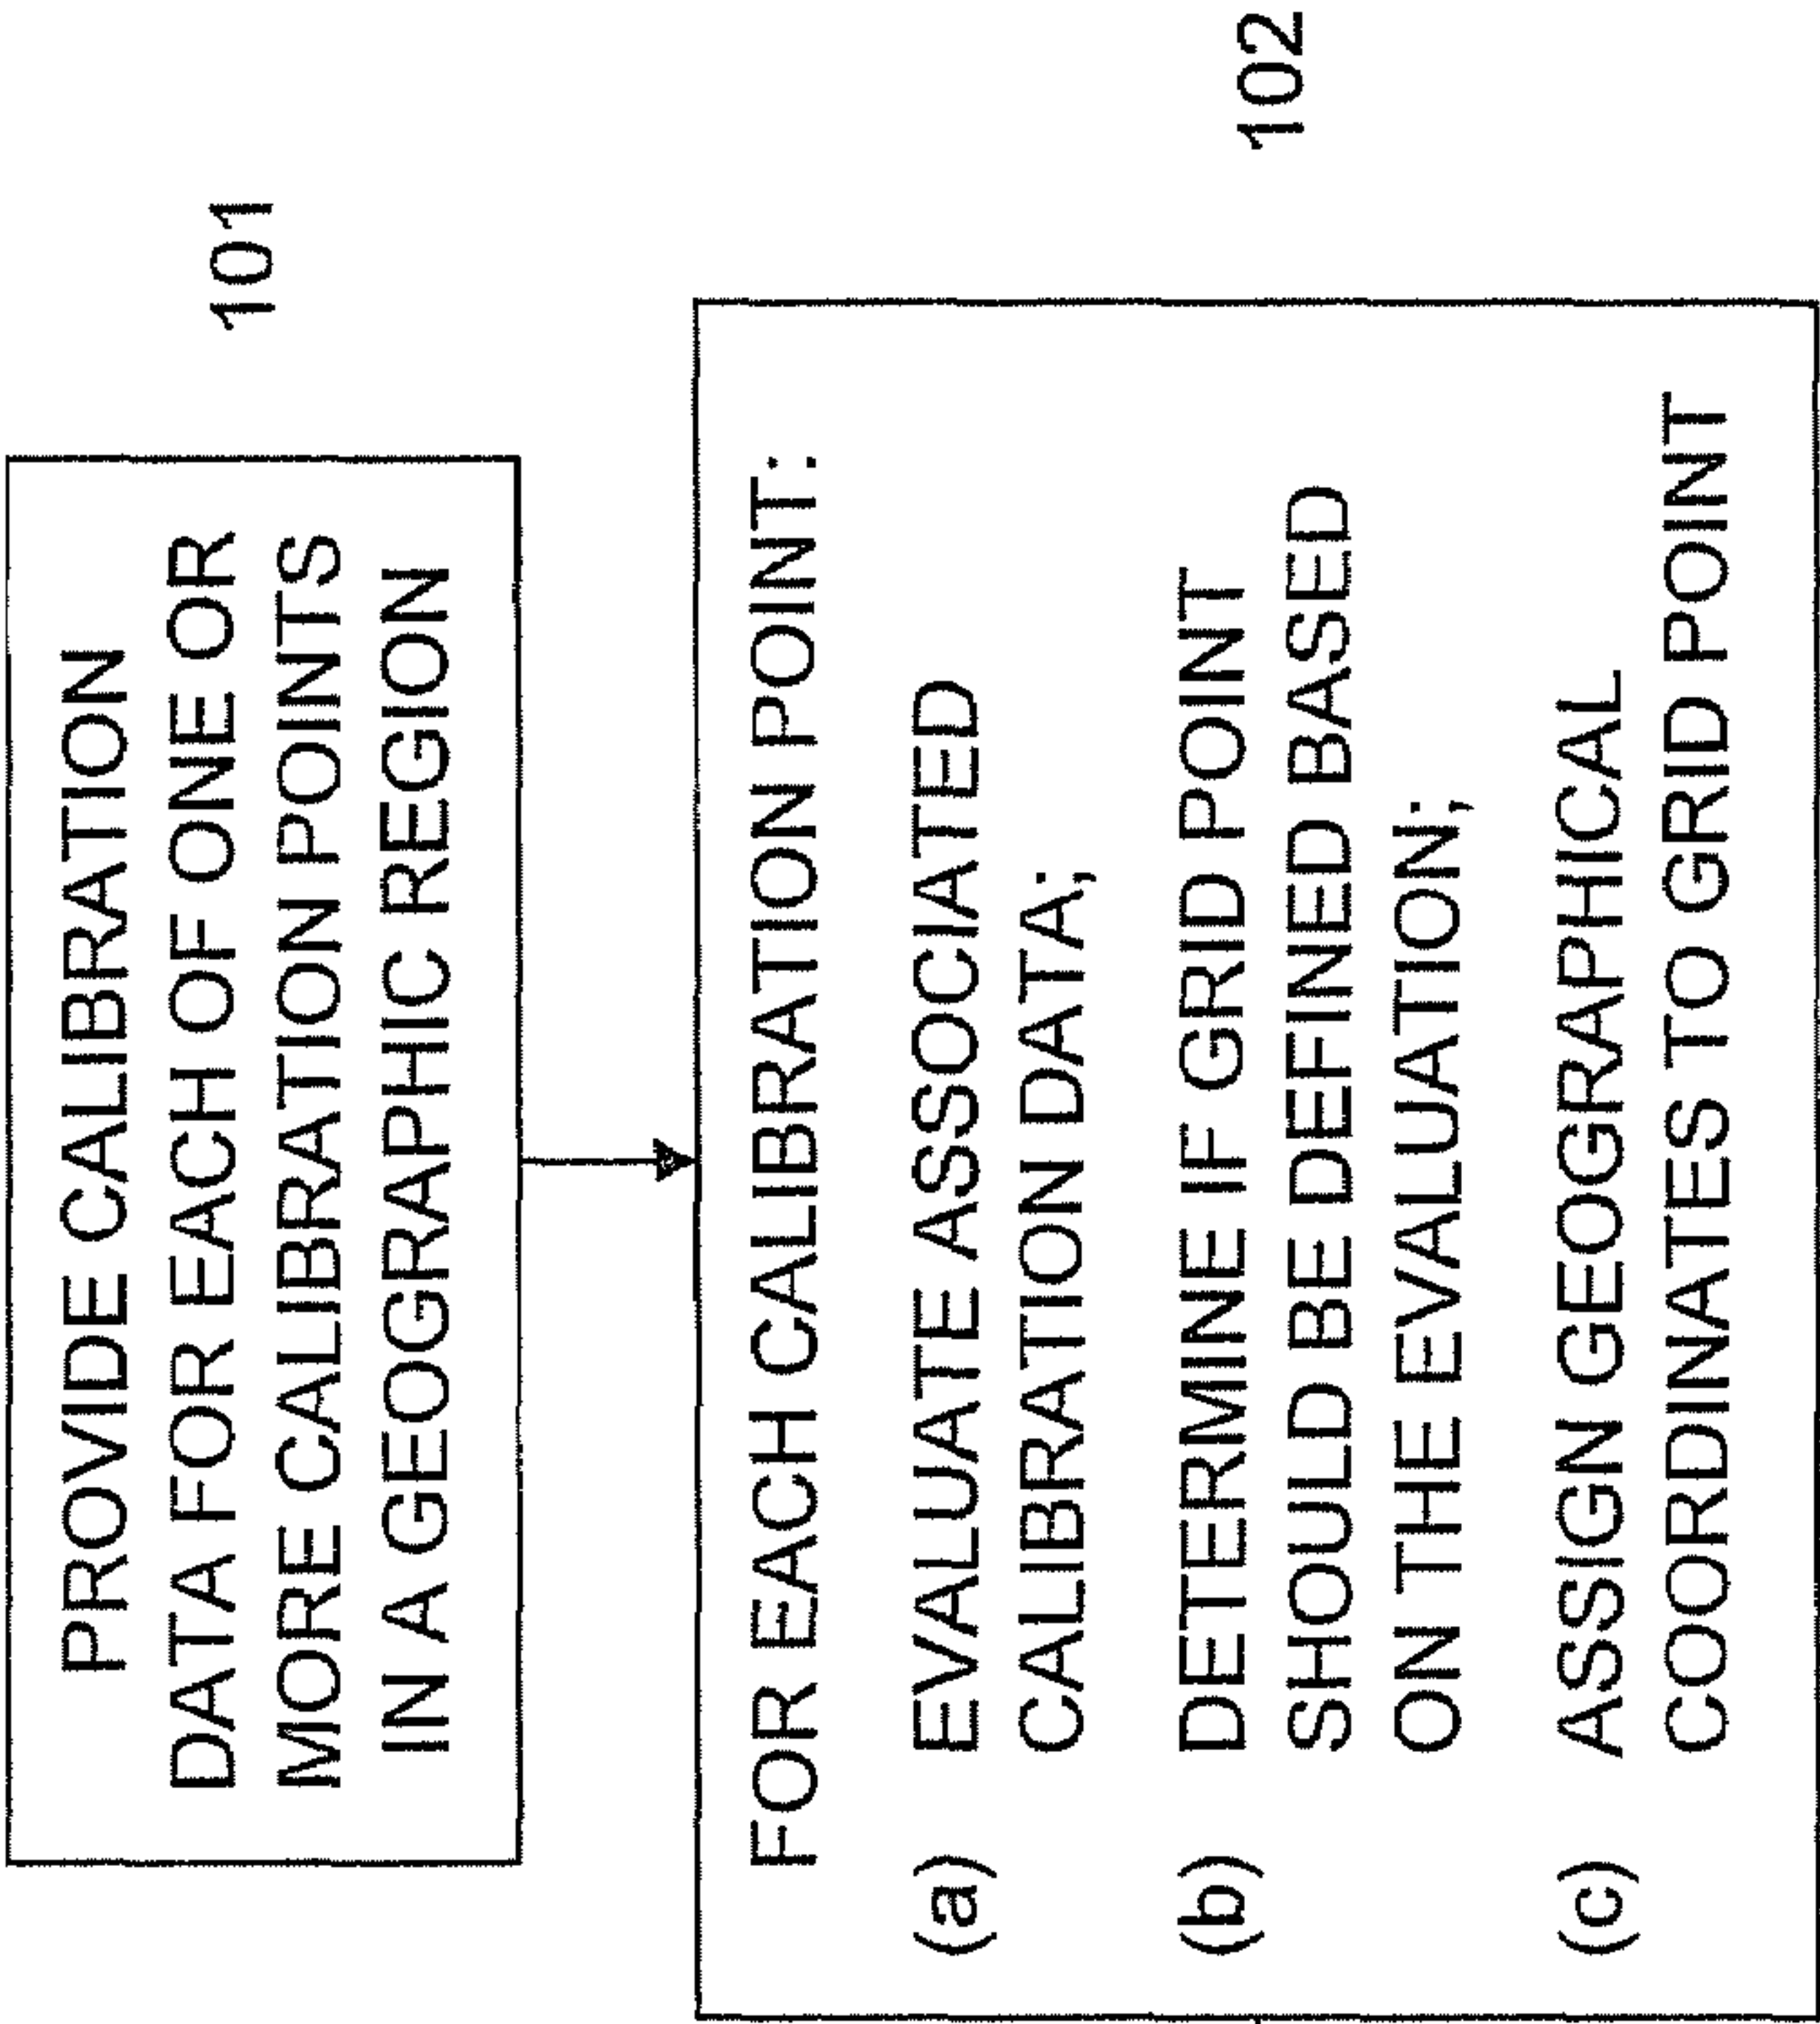 PROVIDE CALIBRATION
DATA FOR EACH OF ONE OR
MORE CALIBRATION POINTS
IN A GEOGRAPHIC REGION
101
FOR EACH CALIBRATION POINT:
(a) EVALUATE ASSOCIATED
CALIBRATION DATA;
(b) DETERMINE IF GRID POINT
SHOULD BE DEFINED BASED
ON THE EVALUATION;
(c) ASSIGN GEOGRAPHICAL
COORDINATES TO GRID POINT
102